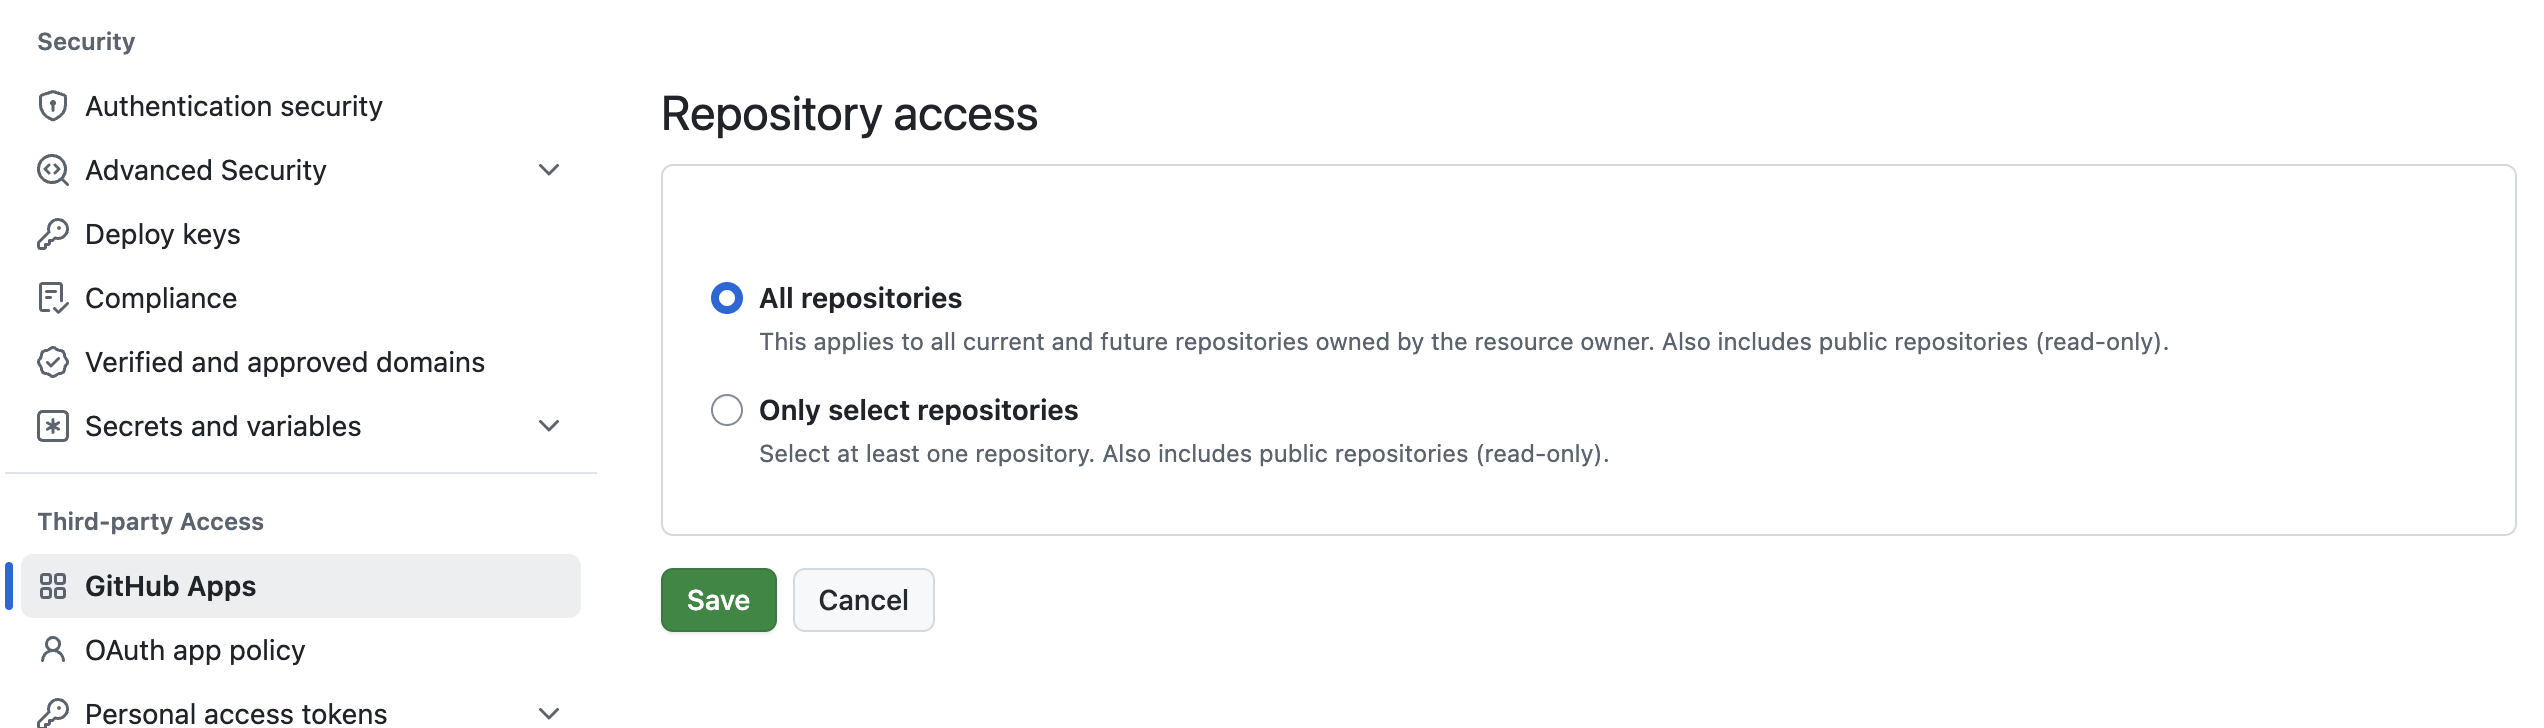 Security
Authentication security
Advanced Security
Deploy keys
Compliance
Verified and approved domains
Secrets and variables
Third-party Access
GitHub Apps
OAuth app policy
Personal access tokens
Repository access
All repositories
This applies to all current and future repositories owned by the resource owner. Also includes public repositories (read-only).
Only select repositories
Select at least one repository. Also includes public repositories (read-only).
Save
Cancel